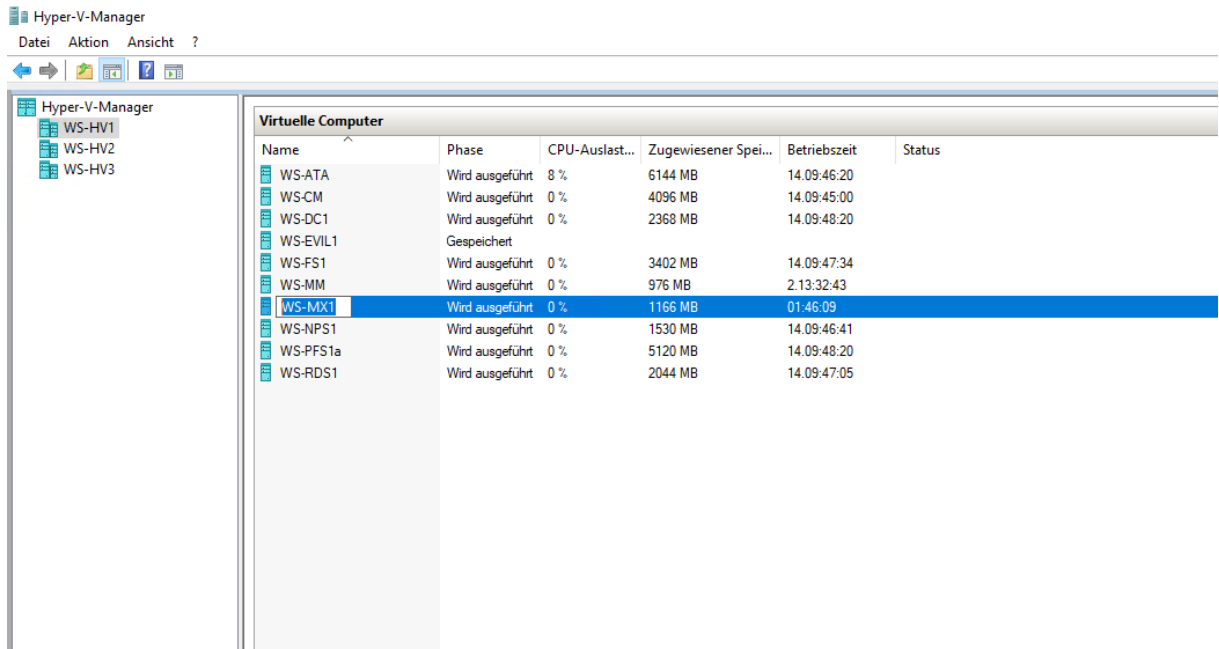 Hyper-V-Manager
Datei Aktion Ansicht ?
Hyper-V-Manager
WS-HV1
WS-HV2
WS-HV3
Virtuelle Computer
Name Phase CPU-Auslast... Zugewiesener Spei... Betriebszeit Status
WS-ATA Wird ausgeführt 8 % 6144 MB 14.09:46:20
WS-CM Wird ausgeführt 0 % 4096 MB 14.09:45:00
WS-DC1 Wird ausgeführt 0 % 2368 MB 14.09:48:20
WS-EVIL1 Gespeichert
WS-FS1 Wird ausgeführt 0 % 3402 MB 14.09:47:34
WS-MM Wird ausgeführt 0 % 976 MB 2.13:32:43
WS-MX1 Wird ausgeführt 0 % 1166 MB 01:46:09
WS-NPS1 Wird ausgeführt 0 % 1530 MB 14.09:46:41
WS-PFS1a Wird ausgeführt 0 % 5120 MB 14.09:48:20
WS-RDS1 Wird ausgeführt 0 % 2044 MB 14.09:47:05